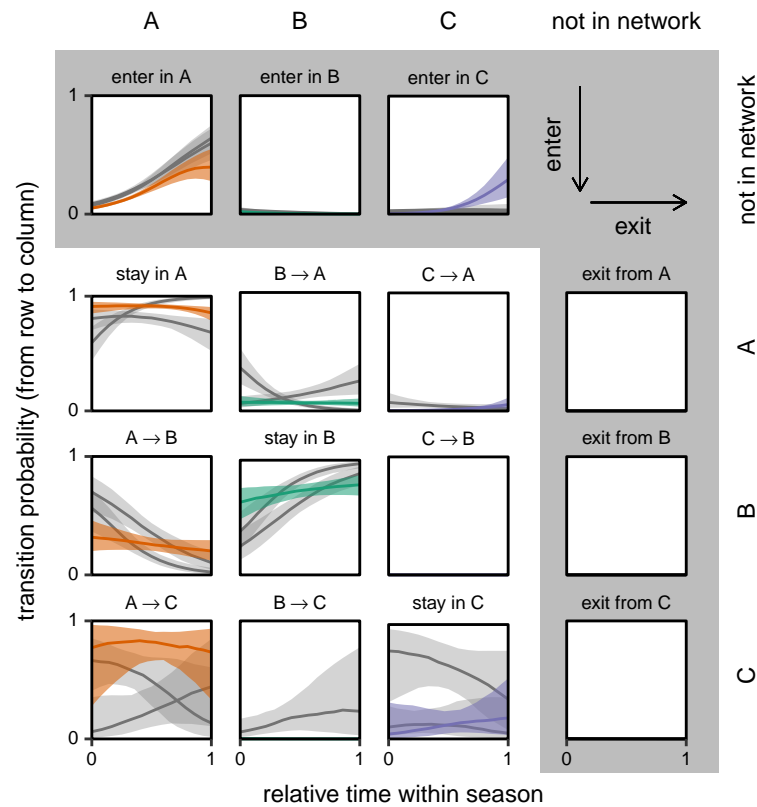 A B C not in network
enter in A enter in B enter in C
1
0
enter
exit
not in network
transition probability (from row to column)
stay in A B → A C → A exit from A
1
0
A
A → B stay in B C → B exit from B
1
0
B
A → C B → C stay in C exit from C
1
0
C
0 1 0 1 0 1 0 1
relative time within season